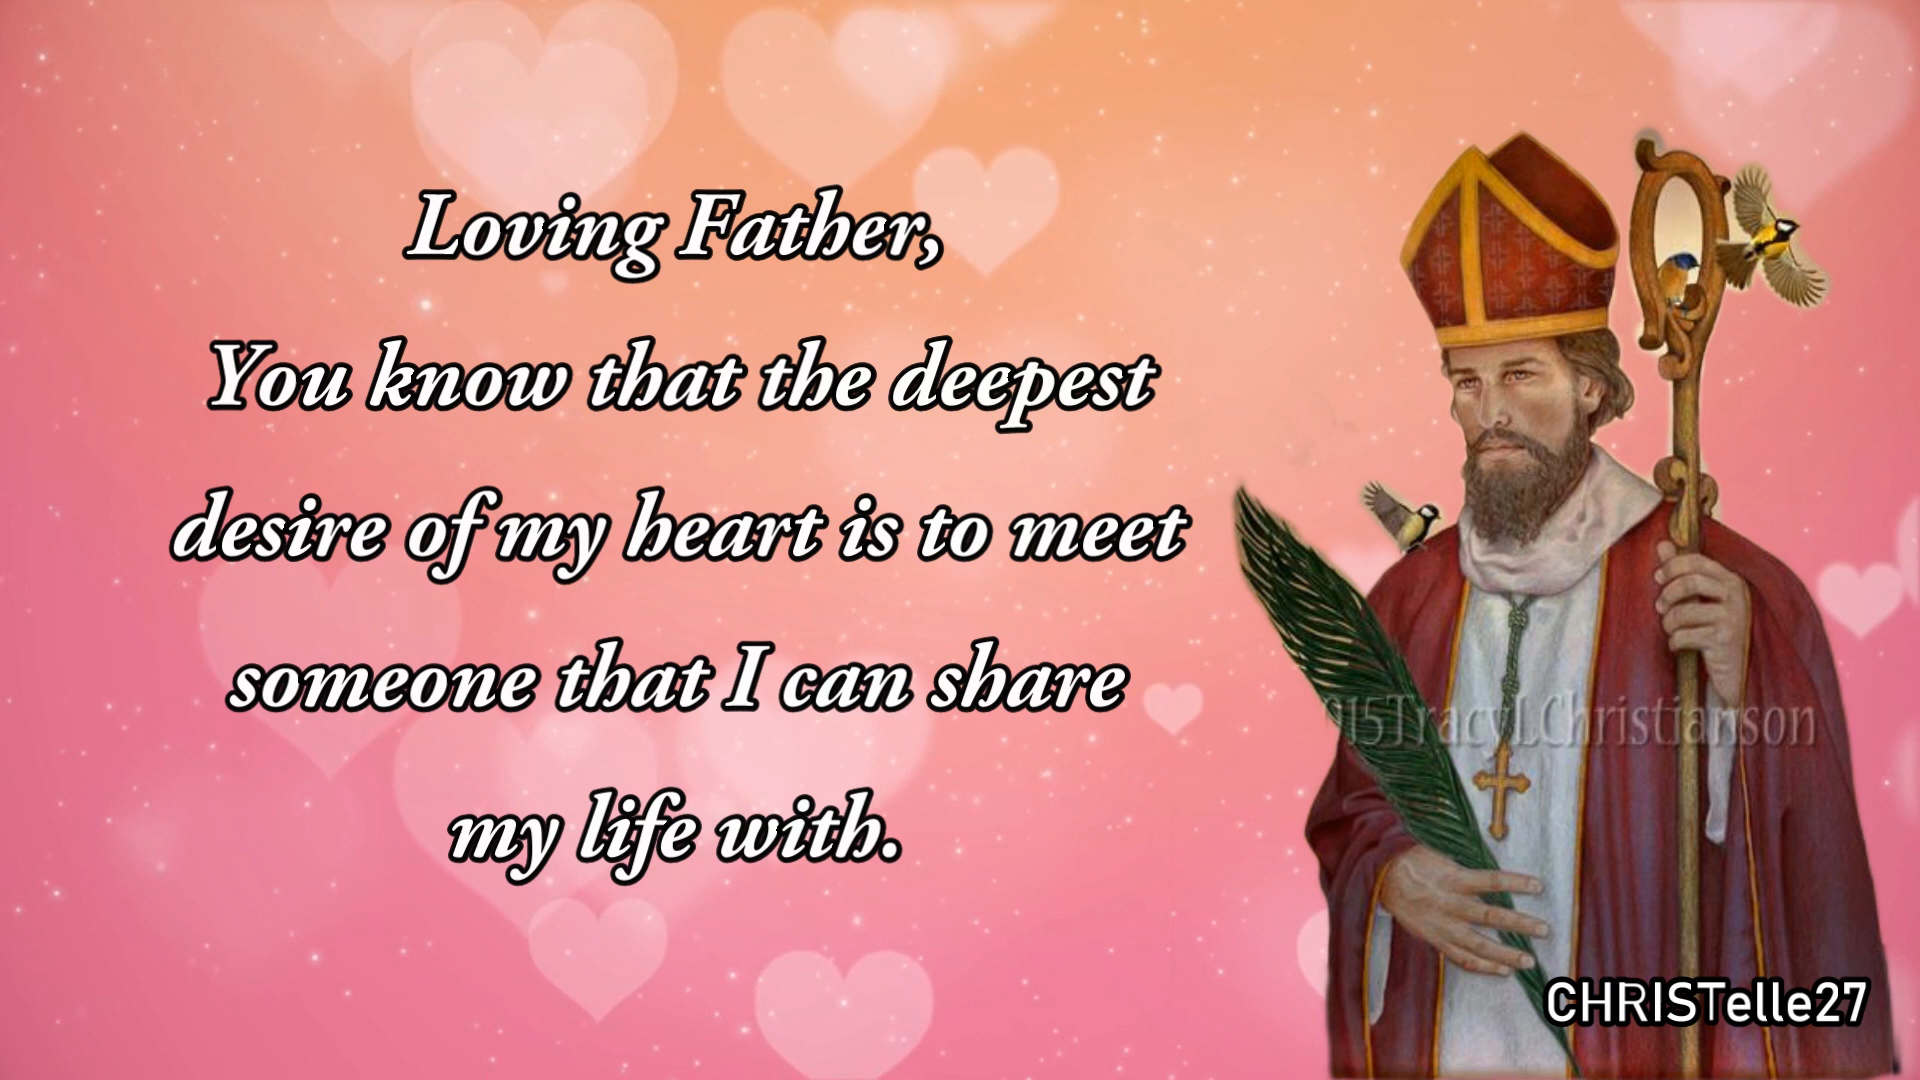 Loving Father,
You know that the deepest
desire of my heart is to meet
someone that I can share
my life with.
15TracyLChristianson
CHRISTelle27